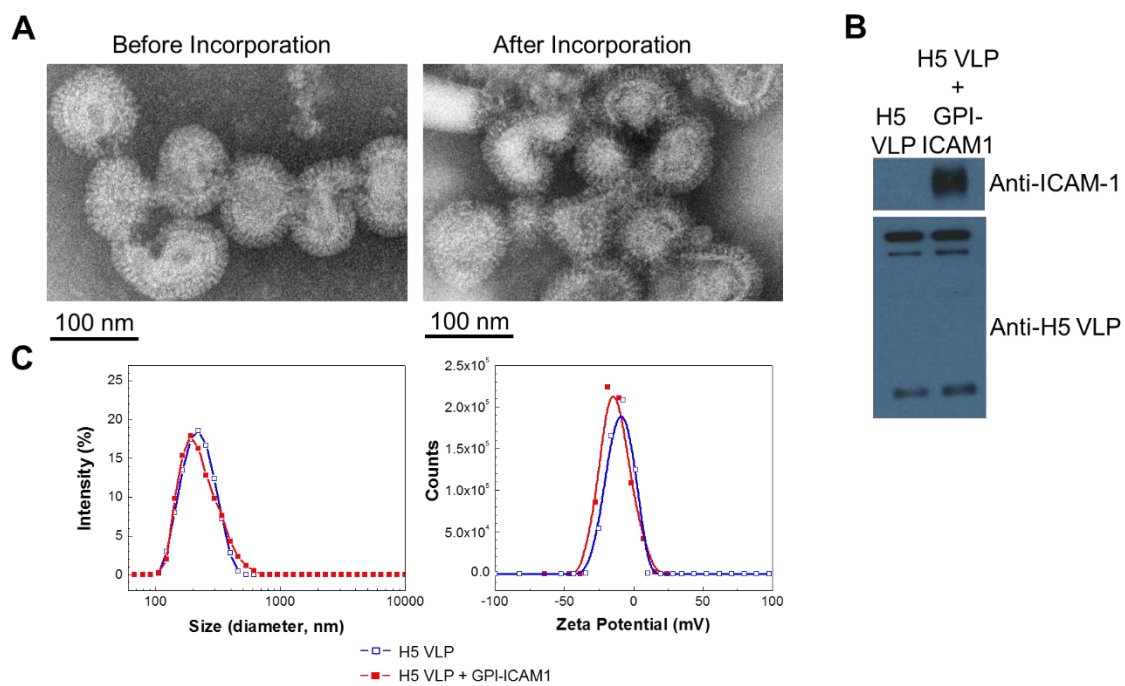 A
Before Incorporation
After Incorporation
100 nm
100 nm
B
H5 VLP
+
GPI-
ICAM1
H5
VLP
Anti-ICAM-1
Anti-H5 VLP
C
25
20
15
10
5
0
Intensity (%)
100
1000
10000
Size (diameter, nm)
2.5x10⁵
2.0x10⁵
1.5x10⁵
1.0x10⁵
5.0x10⁴
0.0
Counts
-100
-50
0
50
100
Zeta Potential (mV)
H5 VLP
H5 VLP + GPI-ICAM1